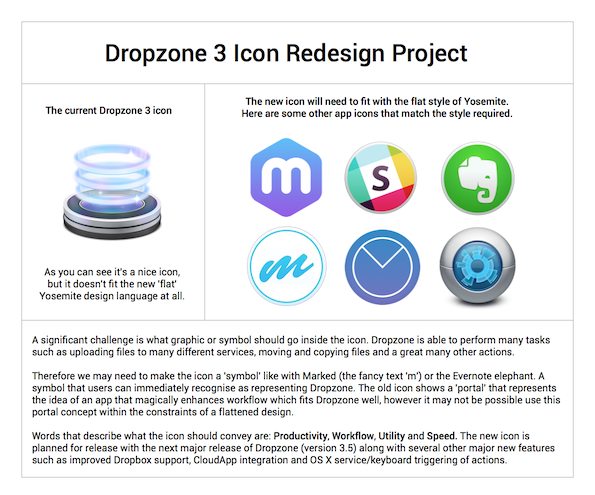 Dropzone 3 Icon Redesign Project
The current Dropzone 3 icon
The new icon will need to fit with the flat style of Yosemite.
Here are some other app icons that match the style required.
m
S
m
As you can see it's a nice icon,
but it doesn't fit the new 'flat'
Yosemite design language at all.
A significant challenge is what graphic or symbol should go inside the icon. Dropzone is able to perform many tasks
such as uploading files to many different services, moving and copying files and a great many other actions.
Therefore we may need to make the icon a 'symbol' like with Marked (the fancy text 'm') or the Evernote elephant. A
symbol that users can immediately recognise as representing Dropzone. The old icon shows a 'portal' that represents
the idea of an app that magically enhances workflow which fits Dropzone well, however it may not be possible use this
portal concept within the constraints of a flattened design.
Words that describe what the icon should convey are: Productivity, Workflow, Utility and Speed. The new icon is
planned for release with the next major release of Dropzone (version 3.5) along with several other major new features
such as improved Dropbox support, CloudApp integration and OS X service/keyboard triggering of actions.